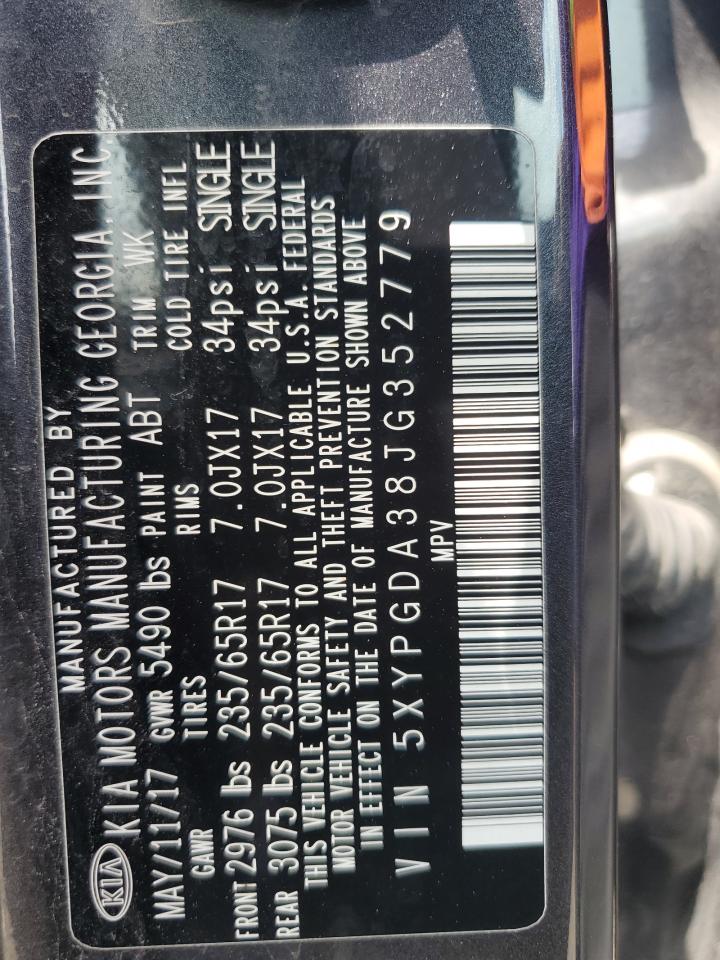 MANUFACTURED BY
KIA KIA MOTORS MANUFACTURING GEORGIA, INC.
MAY/11/17 GVWR 5490 lbs PAINT ABT TRIM WK
GAWR TIRES RIMS COLD TIRE INFL
FRONT 2976 lbs 235/65R17 7.0JX17 34psi SINGLE
REAR 3075 lbs 235/65R17 7.0JX17 34psi SINGLE
THIS VEHICLE CONFORMS TO ALL APPLICABLE U.S.A. FEDERAL
MOTOR VEHICLE SAFETY AND THEFT PREVENTION STANDARDS
IN EFFECT ON THE DATE OF MANUFACTURE SHOWN ABOVE
VIN 5XYPGDA38JG352779
MPV